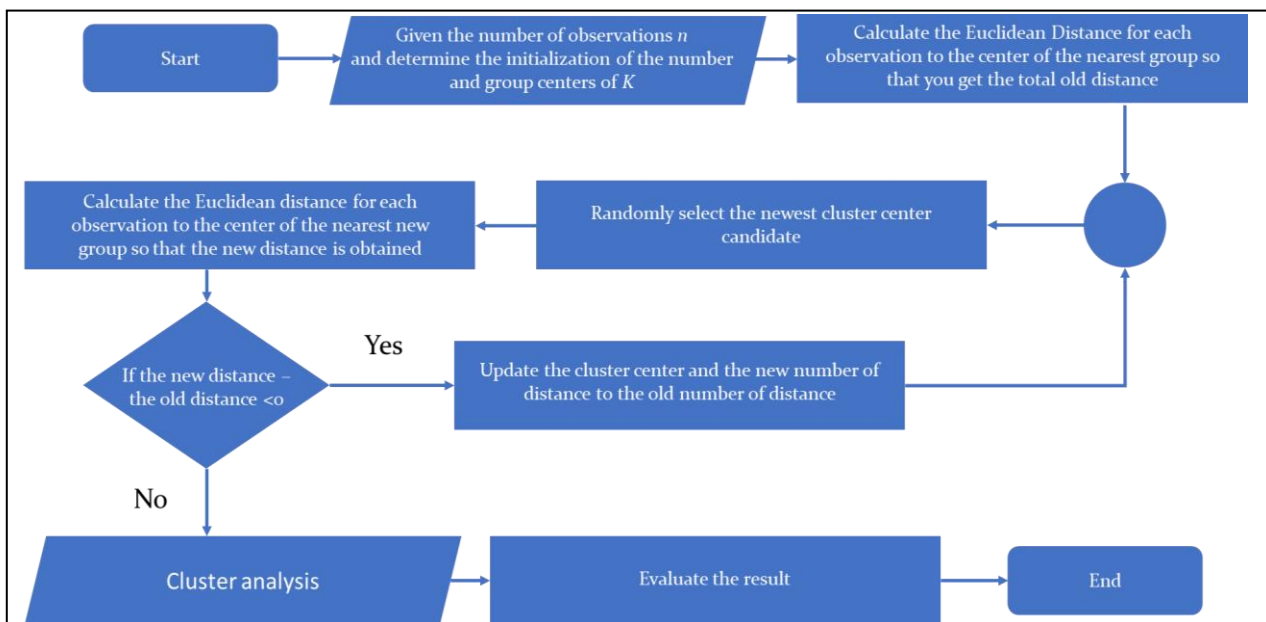 Start
Given the number of observations n
and determine the initialization of the number
and group centers of K
Calculate the Euclidean Distance for each
observation to the center of the nearest group so
that you get the total old distance
Randomly select the newest cluster center
candidate
Calculate the Euclidean distance for each
observation to the center of the nearest new
group so that the new distance is obtained
If the new distance –
the old distance <0
Yes
Update the cluster center and the new number of
distance to the old number of distance
No
Cluster analysis
Evaluate the result
End